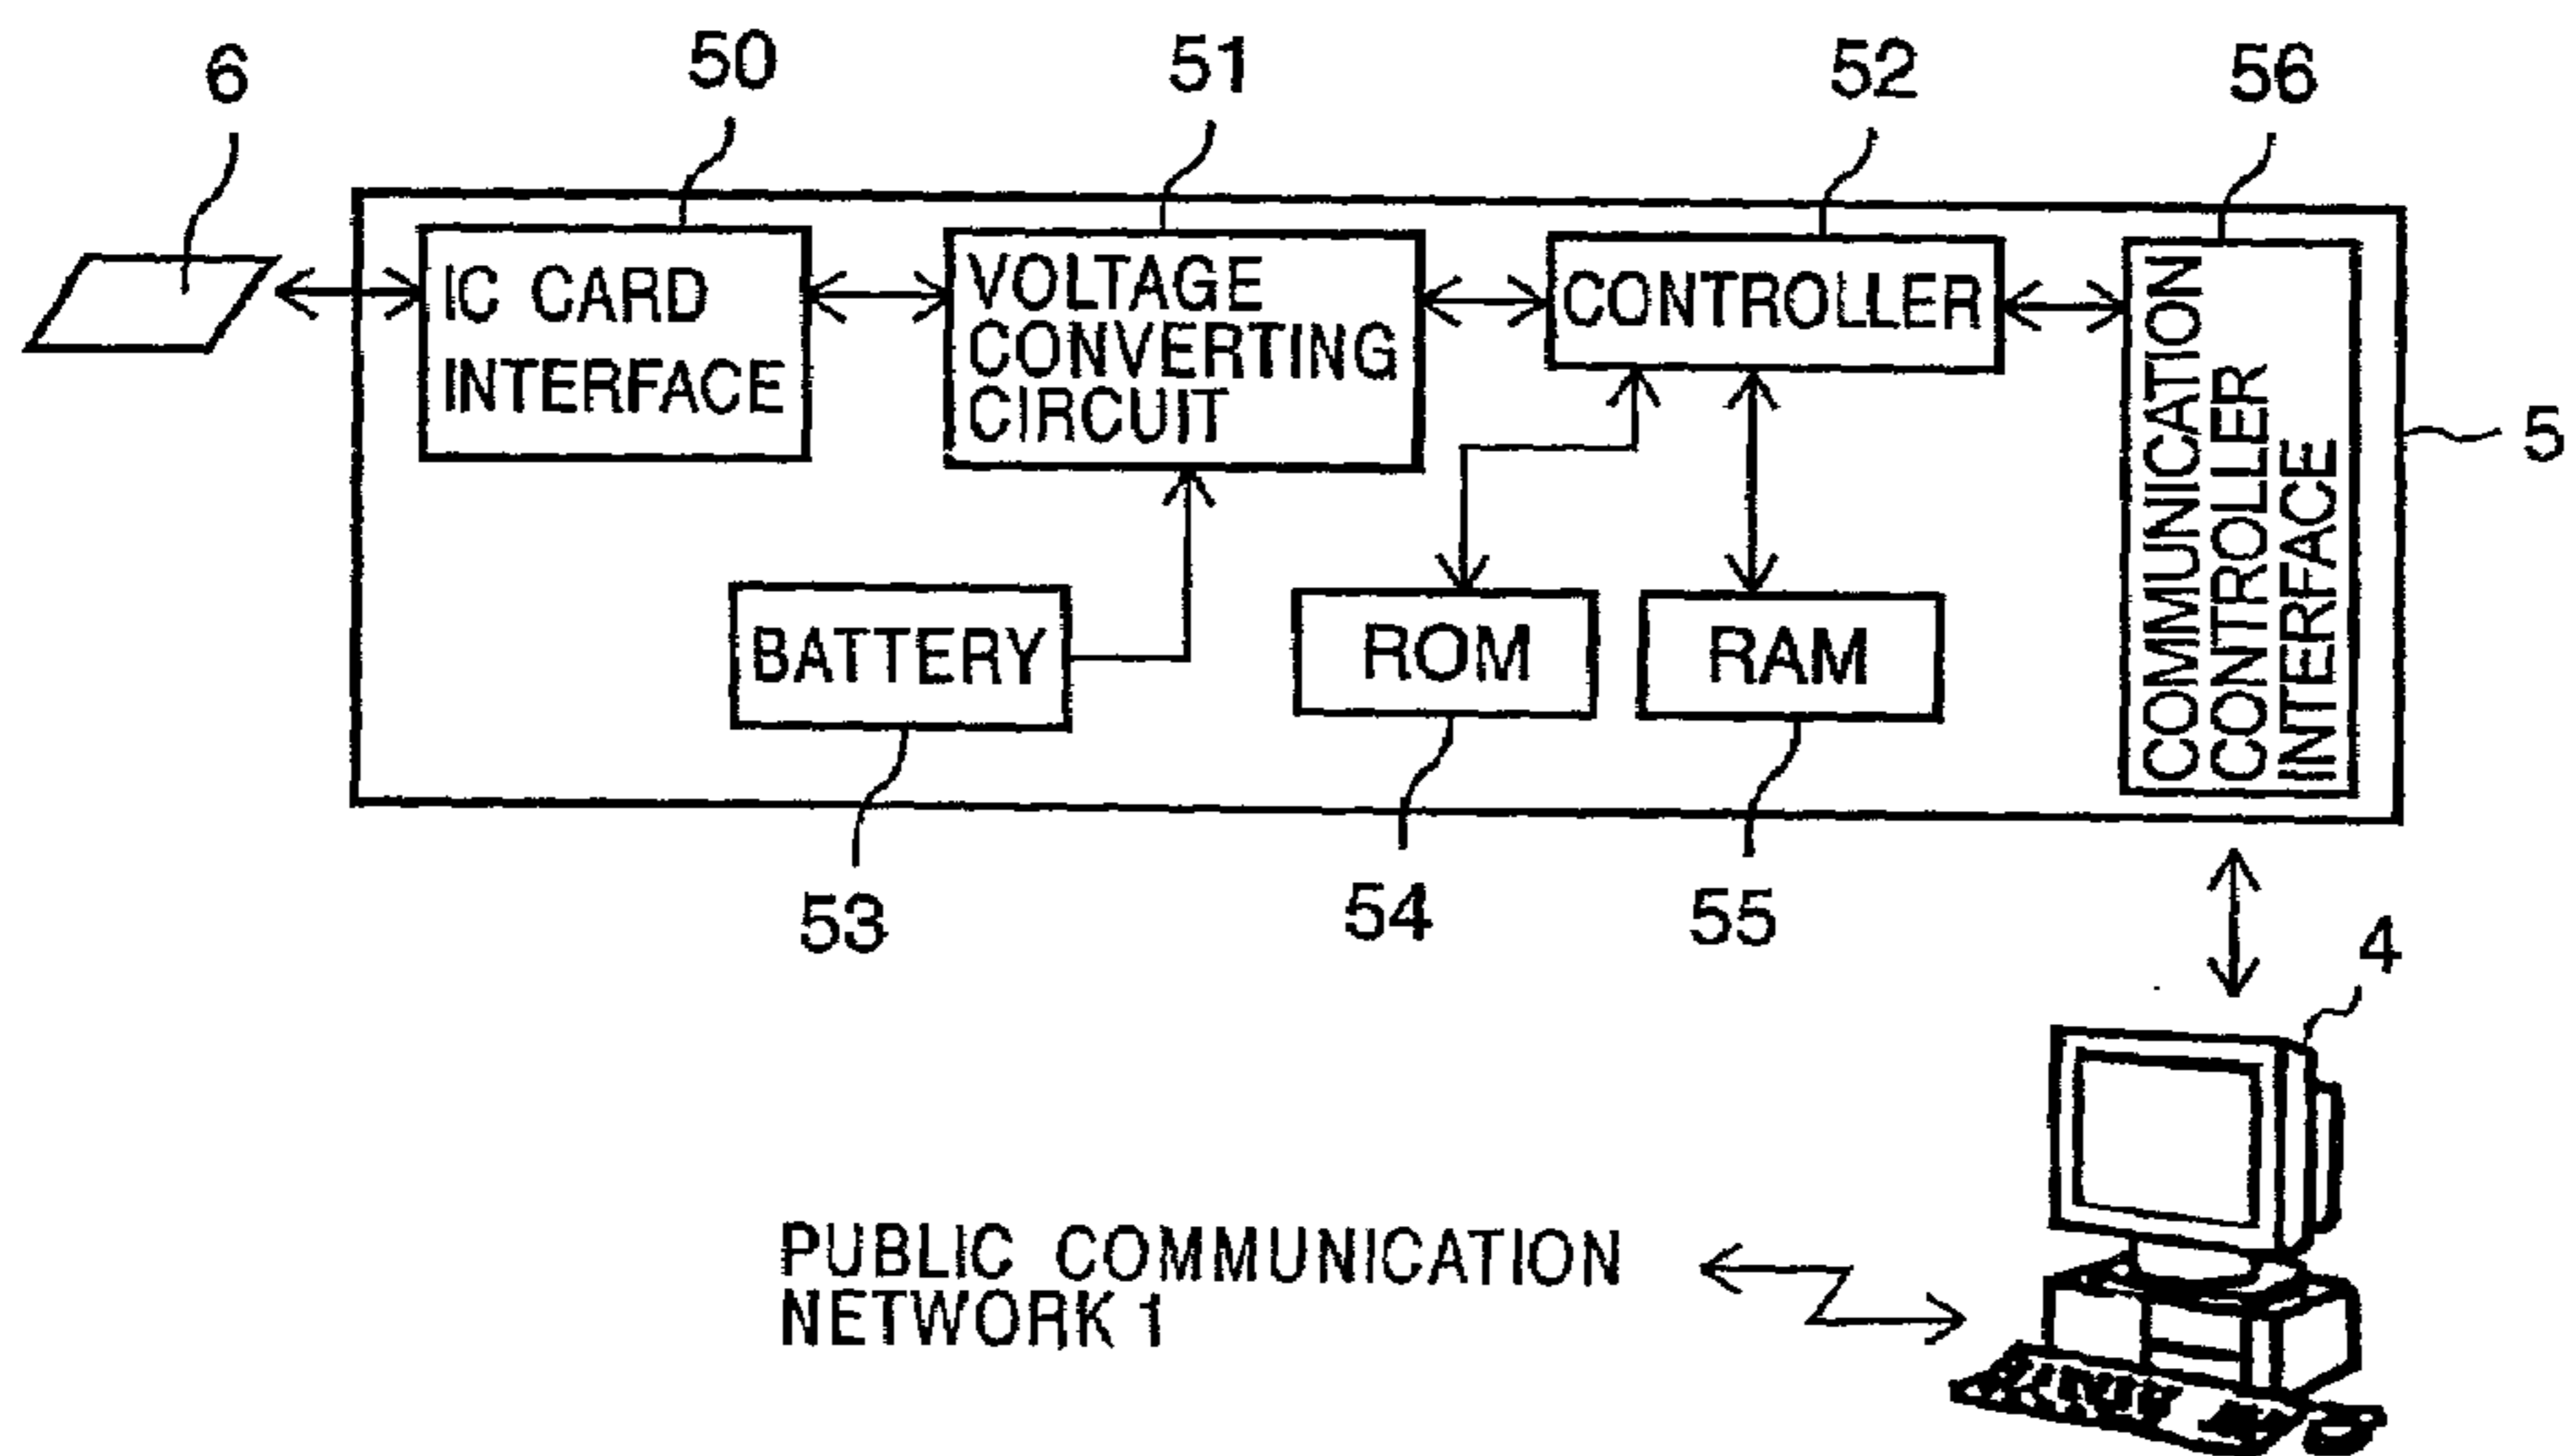 6
50
51
52
56
IC CARD
INTERFACE
VOLTAGE
CONVERTING
CIRCUIT
CONTROLLER
COMMUNICATION
CONTROLLER
INTERFACE
5
BATTERY
ROM
RAM
53
54
55
4
PUBLIC COMMUNICATION
NETWORK 1